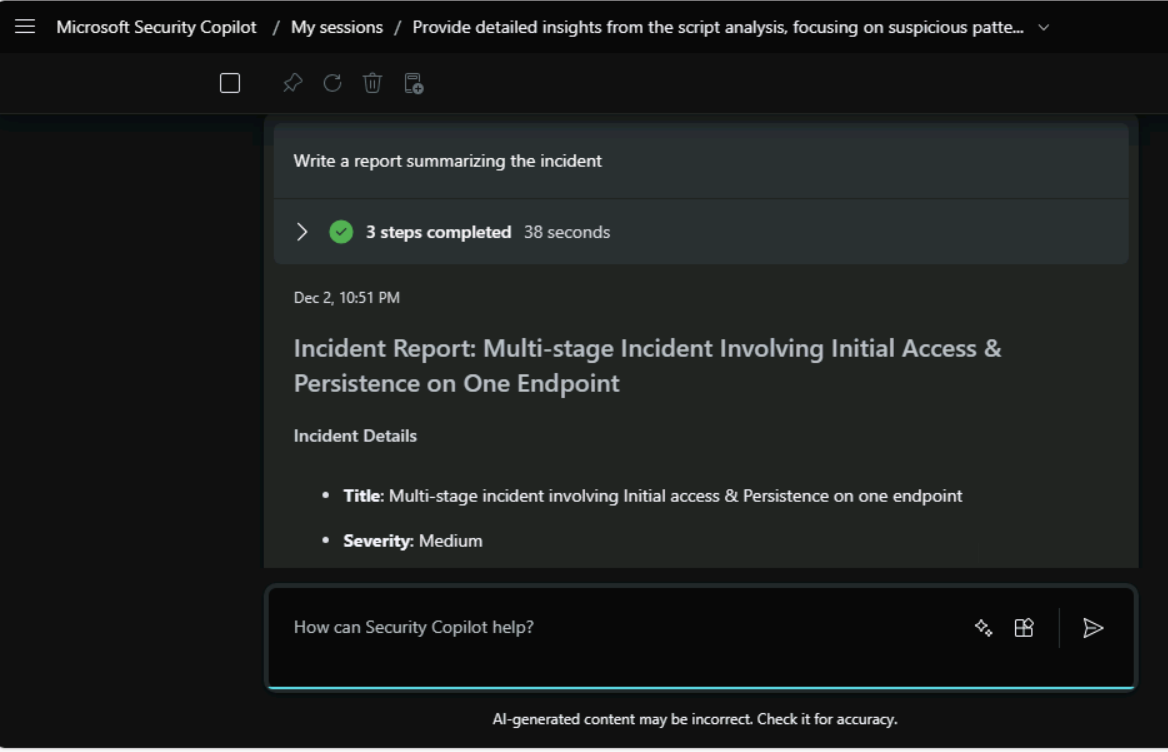 Microsoft Security Copilot / My sessions / Provide detailed insights from the script analysis, focusing on suspicious patte...
Write a report summarizing the incident
3 steps completed 38 seconds
Dec 2, 10:51 PM
Incident Report: Multi-stage Incident Involving Initial Access &
Persistence on One Endpoint
Incident Details
• Title: Multi-stage incident involving Initial access & Persistence on one endpoint
• Severity: Medium
How can Security Copilot help?
AI-generated content may be incorrect. Check it for accuracy.